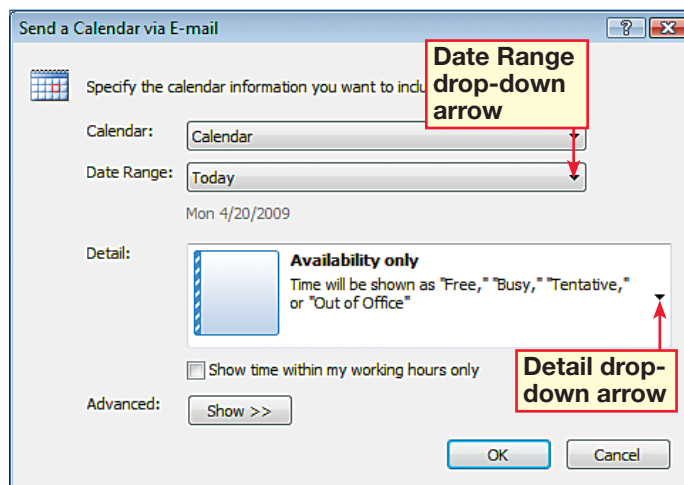 Send a Calendar via E-mail
Date Range
drop-down
arrow
Specify the calendar information you want to inclu
Calendar:
Calendar
Date Range:
Today
Mon 4/20/2009
Detail:
Availability only
Time will be shown as "Free," "Busy," "Tentative,"
or "Out of Office"
Show time within my working hours only
Detail drop-
down arrow
Advanced:
Show >>
OK
Cancel